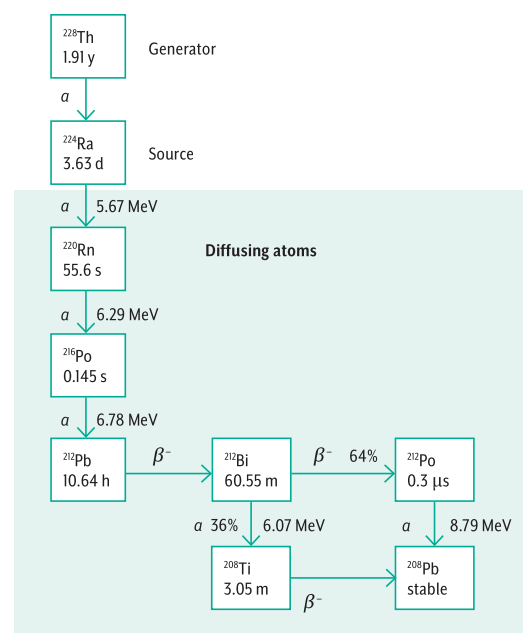 ²²⁸Th
1.91 y
Generator
α
²²⁴Ra
3.63 d
Source
α 5.67 MeV
²²⁰Rn
55.6 s
Diffusing atoms
α 6.29 MeV
²¹⁶Po
0.145 s
α 6.78 MeV
²¹²Pb
10.64 h
β⁻
²¹²Bi
60.55 m
β⁻ 64%
²¹²Po
0.3 µs
α 36% 6.07 MeV
α 8.79 MeV
²⁰⁸Ti
3.05 m
β⁻
²⁰⁸Pb
stable